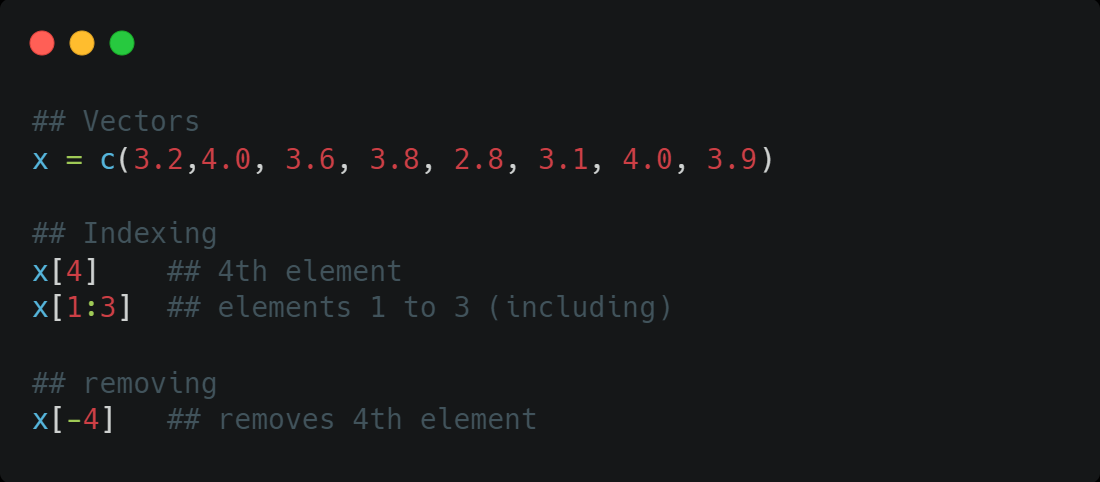 ## Vectors
x = c(3.2,4.0, 3.6, 3.8, 2.8, 3.1, 4.0, 3.9)
## Indexing
x[4]    ## 4th element
x[1:3]  ## elements 1 to 3 (including)
## removing
x[-4]   ## removes 4th element